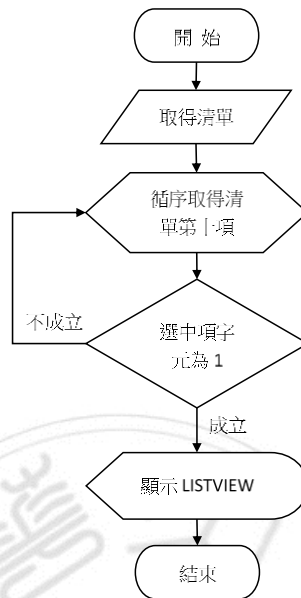 開 始
取得清單
循序取得清
單第十項
不成立
選中項字
元為 1
成立
顯示 LISTVIEW
結束